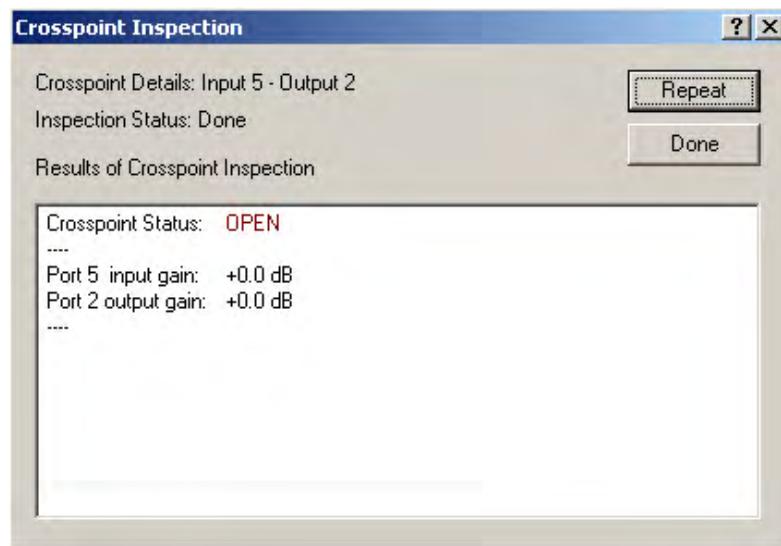 Crosspoint Inspection
? X
Crosspoint Details: Input 5 - Output 2
Repeat
Inspection Status: Done
Done
Results of Crosspoint Inspection
Crosspoint Status: OPEN
----
Port 5 input gain: +0.0 dB
Port 2 output gain: +0.0 dB
----